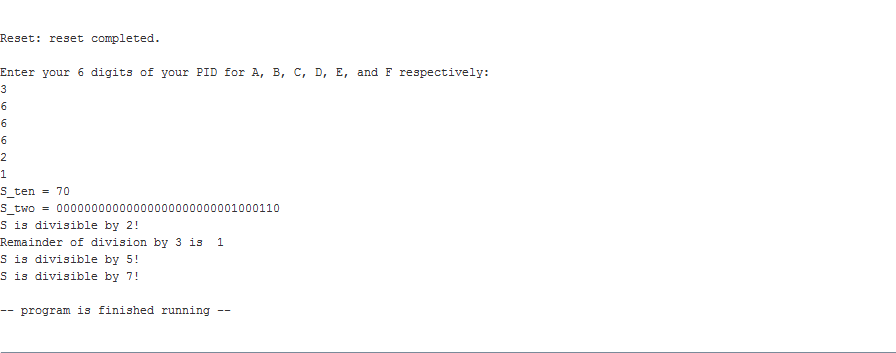 Reset: reset completed.
Enter your 6 digits of your PID for A, B, C, D, E, and F respectively:
3
6
6
6
2
1
S_ten = 70
S_two = 00000000000000000000000001000110
S is divisible by 2!
Remainder of division by 3 is  1
S is divisible by 5!
S is divisible by 7!
-- program is finished running --